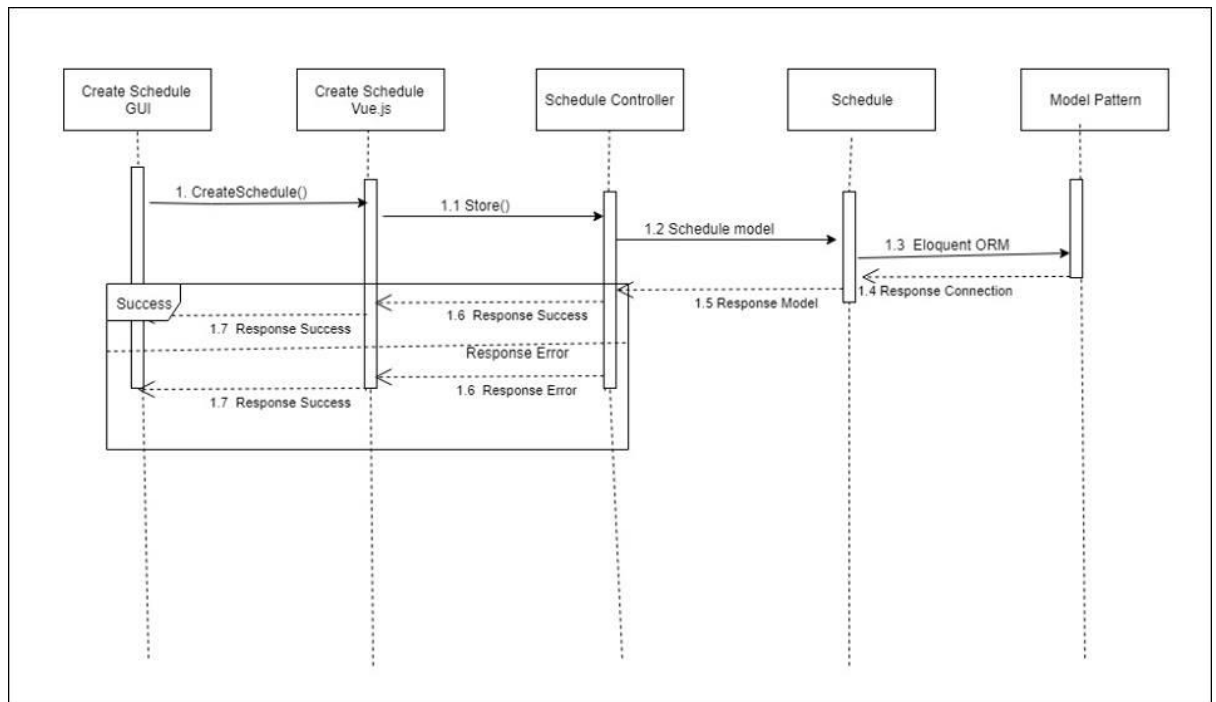 Create Schedule
GUI
Create Schedule
Vue.js
Schedule Controller
Schedule
Model Pattern
1. CreateSchedule()
1.1 Store()
1.2 Schedule model
1.3 Eloquent ORM
1.4 Response Connection
1.5 Response Model
Success
1.6 Response Success
1.7 Response Success
Response Error
1.6 Response Error
1.7 Response Success